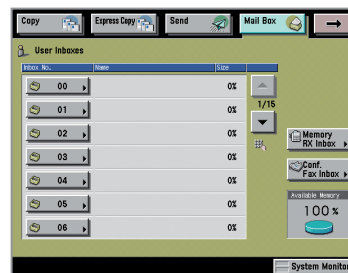 Copy Express Copy Send Mail Box
User Inboxes
Inbox No. Name Size
00 0%
01 0%
1/15
02 0%
03 0%
04 0%
05 0%
06 0%
Memory
RX Inbox
Conf.
Fax Inbox
Available Memory
100 %
System Monitor